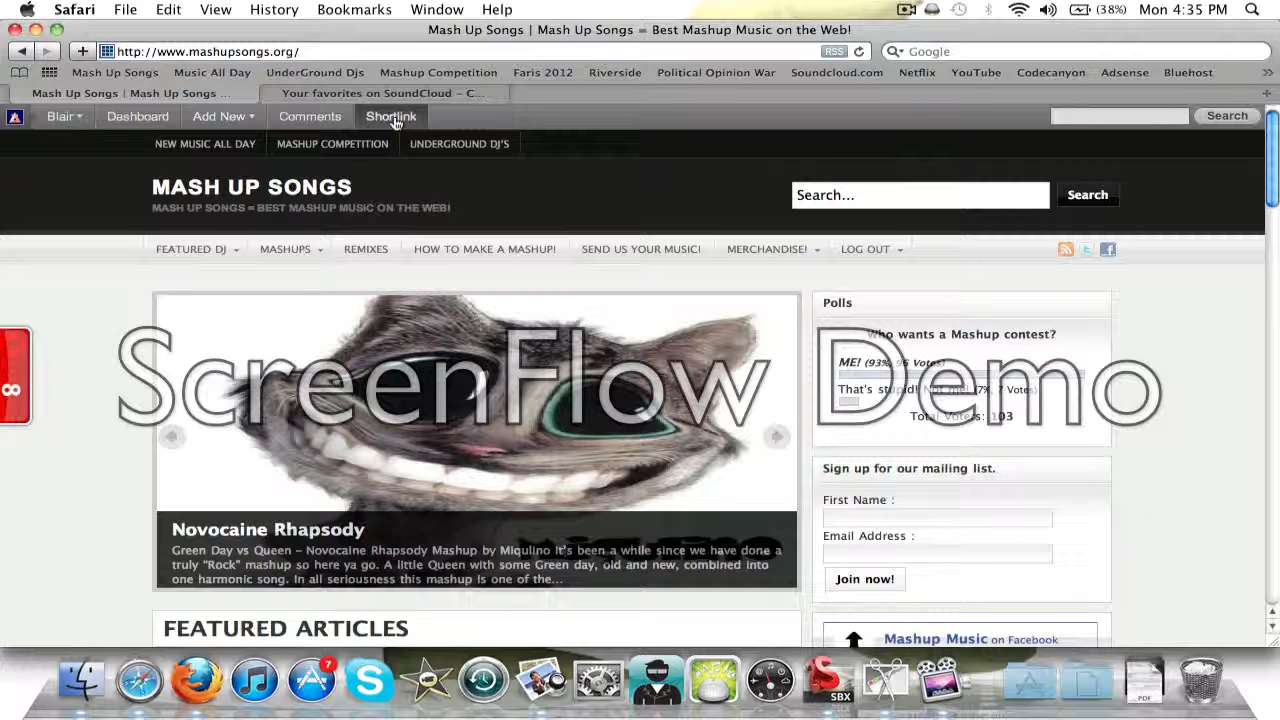 Safari File Edit View History Bookmarks Window Help (38%) Mon 4:35 PM
Mash Up Songs | Mash Up Songs = Best Mashup Music on the Web!
http://www.mashupsongs.org/ RSS Google
Mash Up Songs Music All Day UnderGround Djs Mashup Competition Faris 2012 Riverside Political Opinion War Soundcloud.com Netflix YouTube Codecanyon Adsense Bluehost
Mash Up Songs | Mash Up Songs ... Your favorites on SoundCloud – C...
Blair Dashboard Add New Comments Shortlink Search
NEW MUSIC ALL DAY MASHUP COMPETITION UNDERGROUND DJ'S
MASH UP SONGS
MASH UP SONGS = BEST MASHUP MUSIC ON THE WEB!
Search... Search
FEATURED DJ MASHUPS REMIXES HOW TO MAKE A MASHUP! SEND US YOUR MUSIC! MERCHANDISE! LOG OUT
ScreenFlow Demo
8
Novocaine Rhapsody
Green Day vs Queen – Novocaine Rhapsody Mashup by Miqulino It's been a while since we have done a
truly "Rock" mashup so here ya go. A little Queen with some Green day, old and new, combined into
one harmonic song. In all seriousness this mashup is one of the...
Polls
Who wants a Mashup contest?
ME! (93%, 96 Votes)
That's stupid! Not me! (7%, 7 Votes)
Total Voters: 103
Sign up for our mailing list.
First Name :
Email Address :
Join now!
FEATURED ARTICLES
Mashup Music on Facebook
7
SBX
PDF